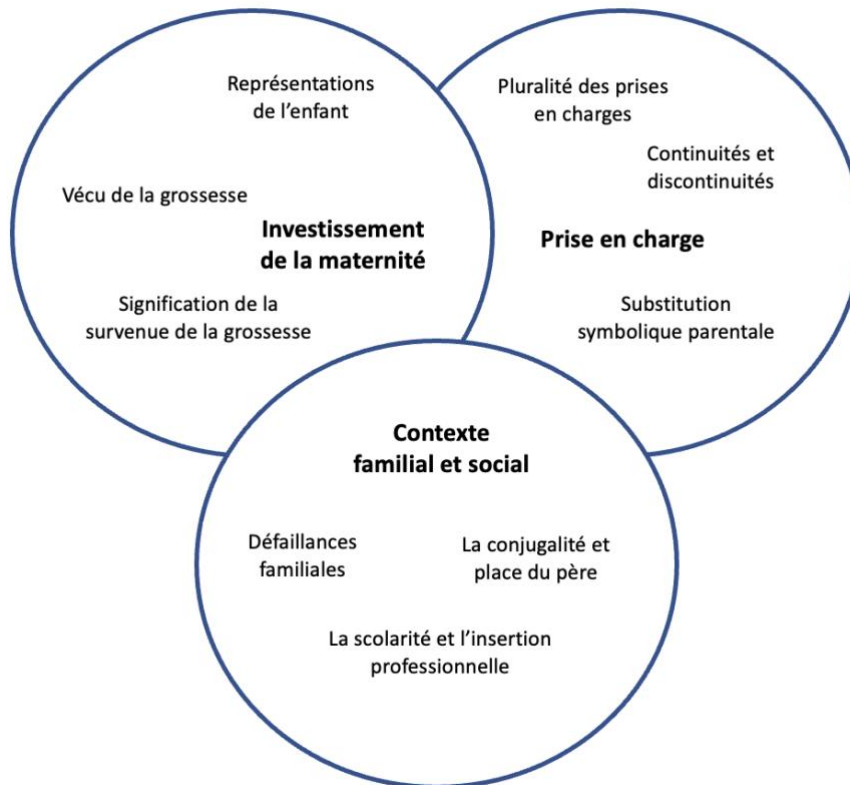 Représentations
de l’enfant
Vécu de la grossesse
Investissement
de la maternité
Signification de la
survenue de la grossesse
Pluralité des prises
en charges
Continuités et
discontinuités
Prise en charge
Substitution
symbolique parentale
Contexte
familial et social
Défaillances
familiales
La conjugalité et
place du père
La scolarité et l’insertion
professionnelle